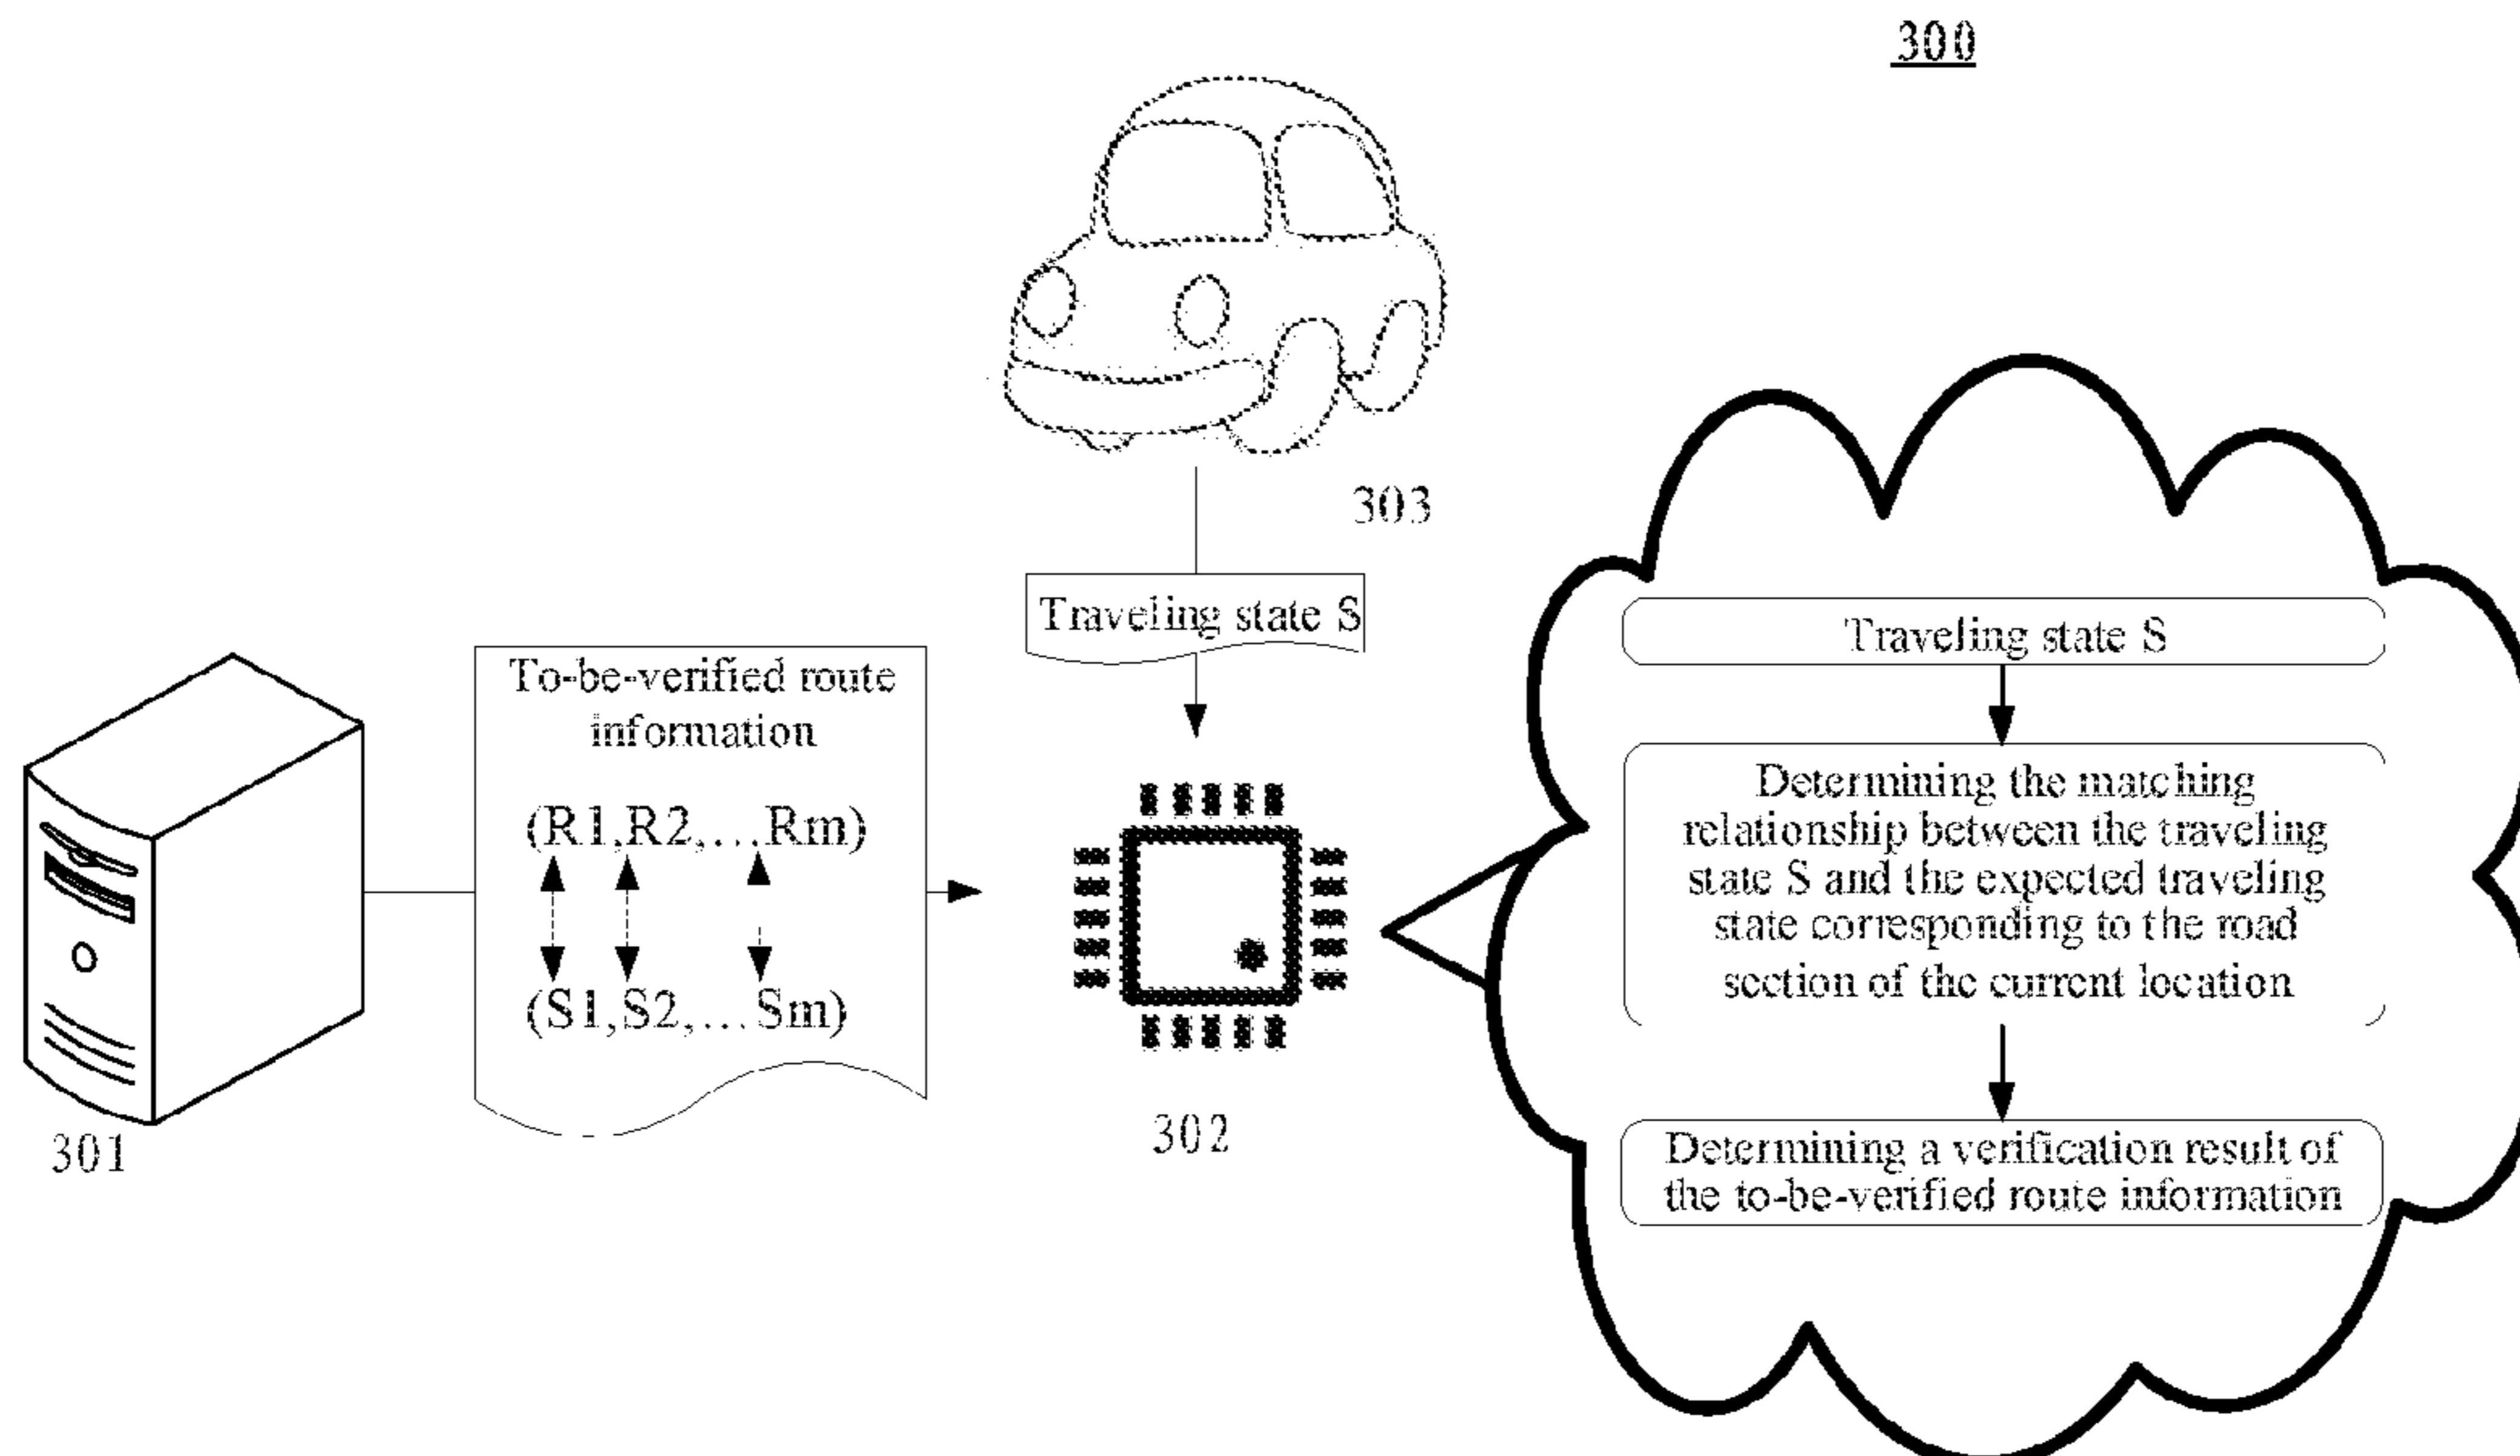 300
303
Traveling state S
To-be-verified route
information
(R1,R2,...Rm)
(S1,S2,...Sm)
301
302
Traveling state S
Determining the matching
relationship between the traveling
state S and the expected traveling
state corresponding to the road
section of the current location
Determining a verification result of
the to-be-verified route information